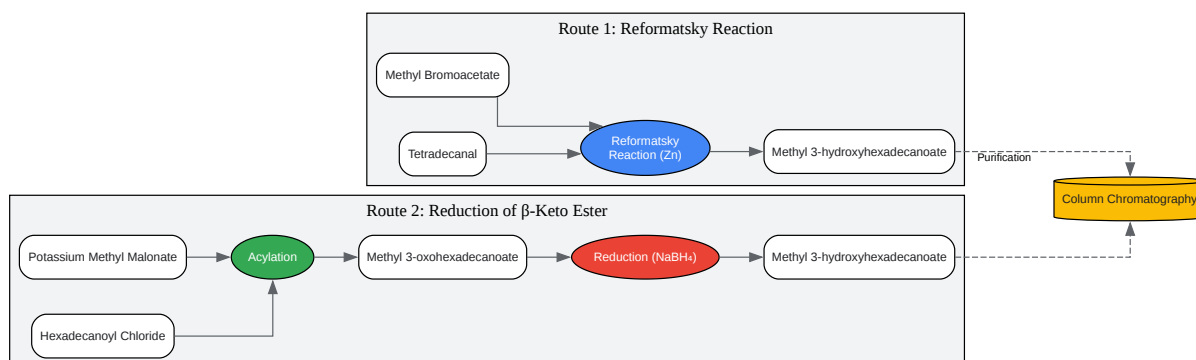 Route 1: Reformatsky Reaction
Methyl Bromoacetate
Tetradecanal
Reformatsky
Reaction (Zn)
Methyl 3-hydroxyhexadecanoate
Purification
Column Chromatography
Route 2: Reduction of β-Keto Ester
Potassium Methyl Malonate
Acylation
Methyl 3-oxohexadecanoate
Reduction (NaBH₄)
Methyl 3-hydroxyhexadecanoate
Hexadecanoyl Chloride